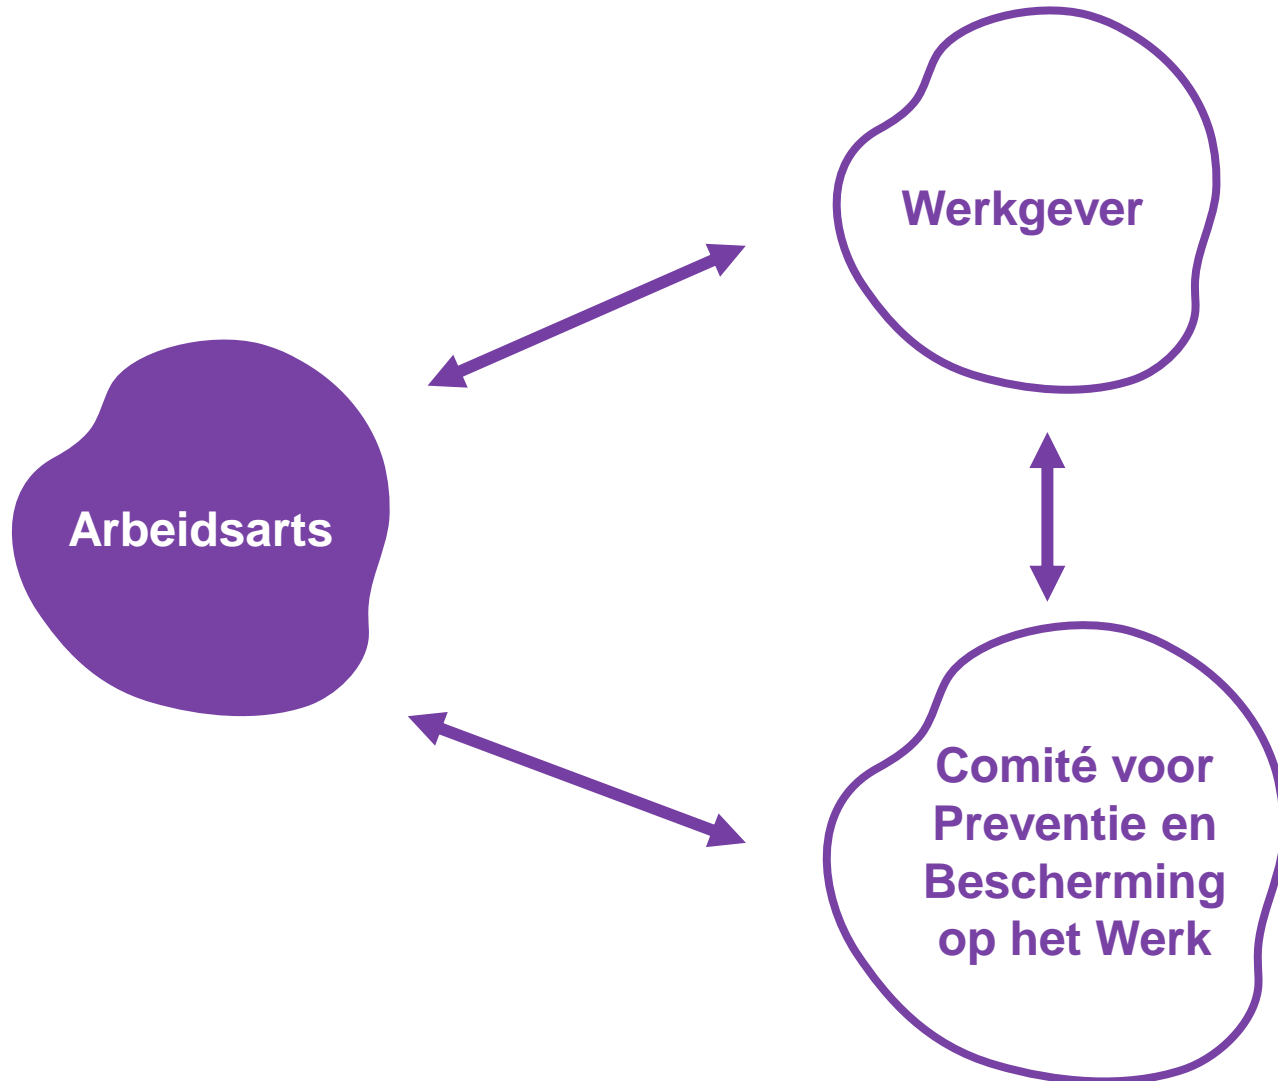 Werkgever
Arbeidsarts
Comité voor
Preventie en
Bescherming
op het Werk